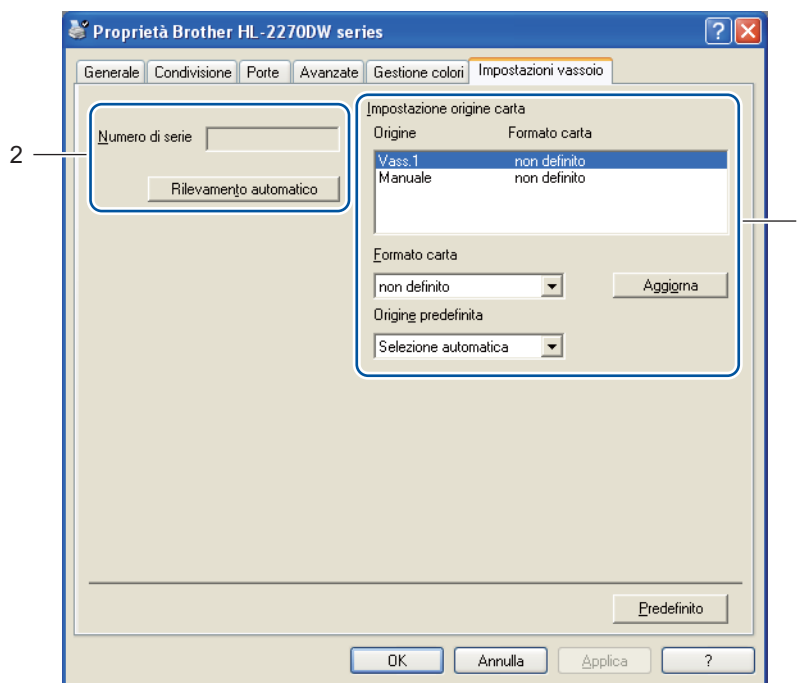 Proprietà Brother HL-2270DW series
Generale Condivisione Porte Avanzate Gestione colori Impostazioni vassoio
2
Numero di serie
Rilevamento automatico
Impostazione origine carta
Origine Formato carta
Vass.1 non definito
Manuale non definito
Formato carta
non definito Aggiorna
Origine predefinita
Selezione automatica
Predefinito
OK Annulla Applica ?